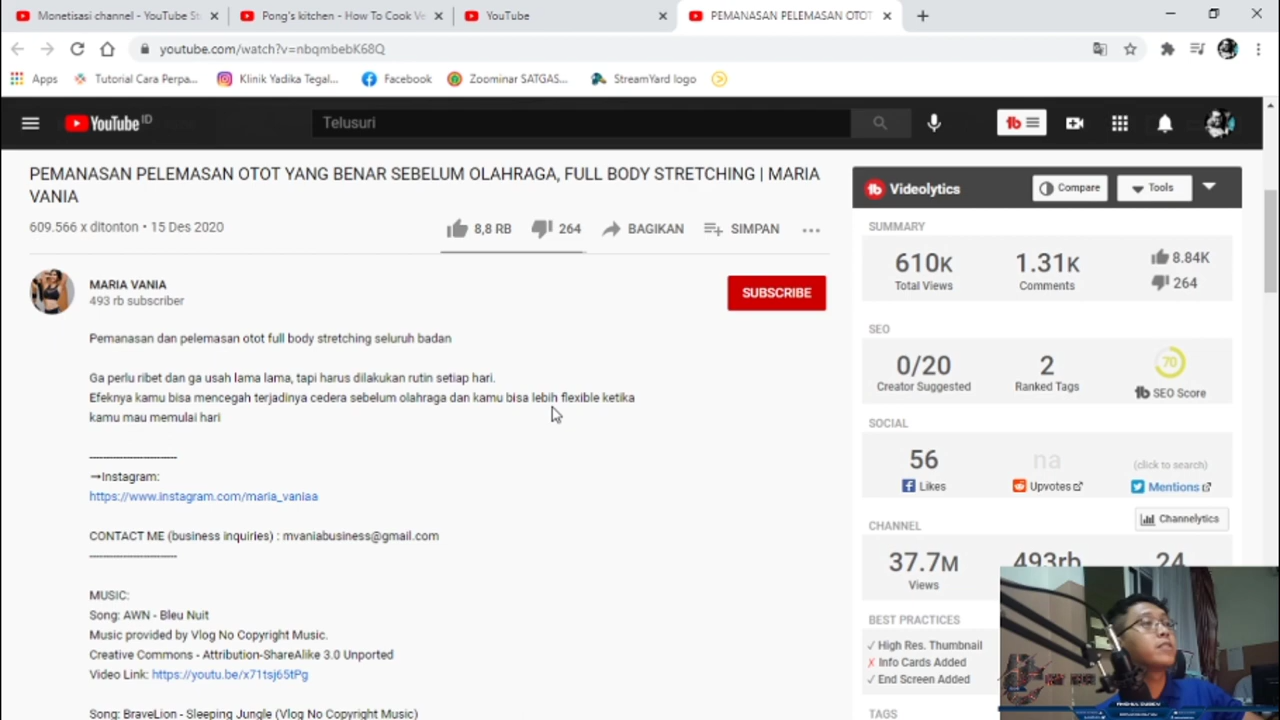 Monetisasi channel - YouTube St
Pong's kitchen - How To Cook Ve
YouTube
PEMANASAN PELEMASAN OTOT
youtube.com/watch?v=nbqmbebK68Q
Apps
Tutorial Cara Perpa...
Klinik Yadika Tegal...
Facebook
Zoominar SATGAS...
StreamYard logo
YouTube ID
Telusuri
PEMANASAN PELEMASAN OTOT YANG BENAR SEBELUM OLAHRAGA, FULL BODY STRETCHING | MARIA
VANIA
609.566 x ditonton • 15 Des 2020
8,8 RB
264
BAGIKAN
SIMPAN
MARIA VANIA
493 rb subscriber
SUBSCRIBE
Pemanasan dan pelemasan otot full body stretching seluruh badan
Ga perlu ribet dan ga usah lama lama, tapi harus dilakukan rutin setiap hari.
Efeknya kamu bisa mencegah terjadinya cedera sebelum olahraga dan kamu bisa lebih flexible ketika
kamu mau memulai hari
----------------------
→Instagram:
https://www.instagram.com/maria_vaniaa
CONTACT ME (business inquiries) : mvaniabusiness@gmail.com
----------------------
MUSIC:
Song: AWN - Bleu Nuit
Music provided by Vlog No Copyright Music.
Creative Commons - Attribution-ShareAlike 3.0 Unported
Video Link: https://youtu.be/x71tsj65tPg
Song: BraveLion - Sleeping Jungle (Vlog No Copyright Music)
Videolytics
Compare
Tools
SUMMARY
610K
Total Views
1.31K
Comments
8.84K
264
SEO
0/20
Creator Suggested
2
Ranked Tags
70
SEO Score
SOCIAL
56
Likes
na
Upvotes
(click to search)
Mentions
Channelytics
CHANNEL
37.7M
Views
493rb
24
BEST PRACTICES
✓ High Res. Thumbnail
✗ Info Cards Added
✓ End Screen Added
TAGS